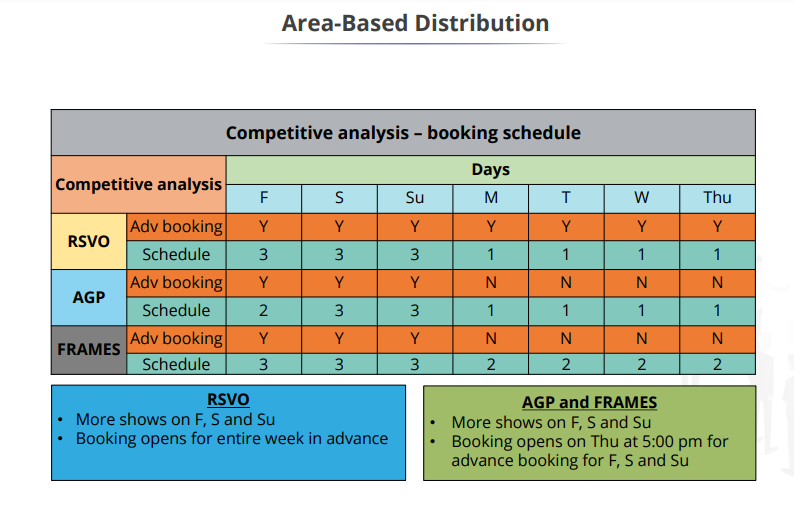 Area-Based Distribution
Competitive analysis – booking schedule
Competitive analysis
Days
F S Su M T W Thu
RSVO
Adv booking Y Y Y Y Y Y Y
Schedule 3 3 3 1 1 1 1
AGP
Adv booking Y Y Y N N N N
Schedule 2 3 3 1 1 1 1
FRAMES
Adv booking Y Y Y N N N N
Schedule 3 3 3 2 2 2 2
RSVO
• More shows on F, S and Su
• Booking opens for entire week in advance
AGP and FRAMES
• More shows on F, S and Su
• Booking opens on Thu at 5:00 pm for
advance booking for F, S and Su